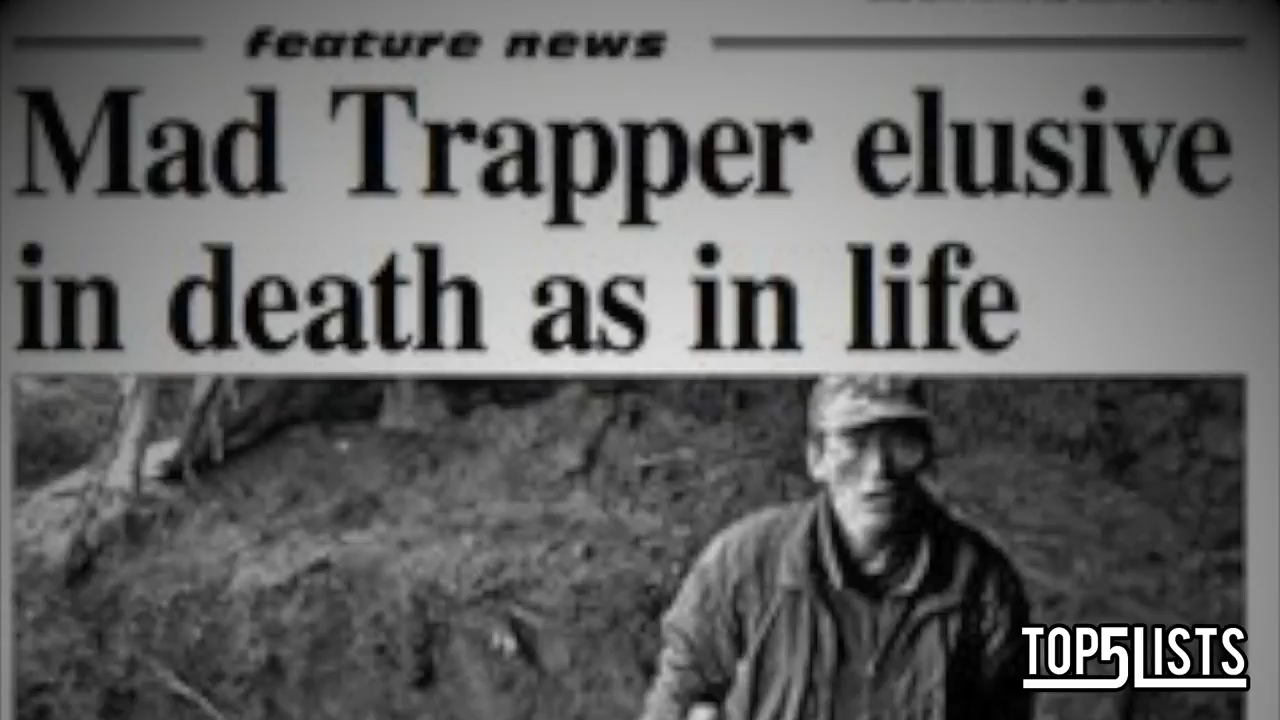 feature news
Mad Trapper elusive
in death as in life
TOP5LISTS